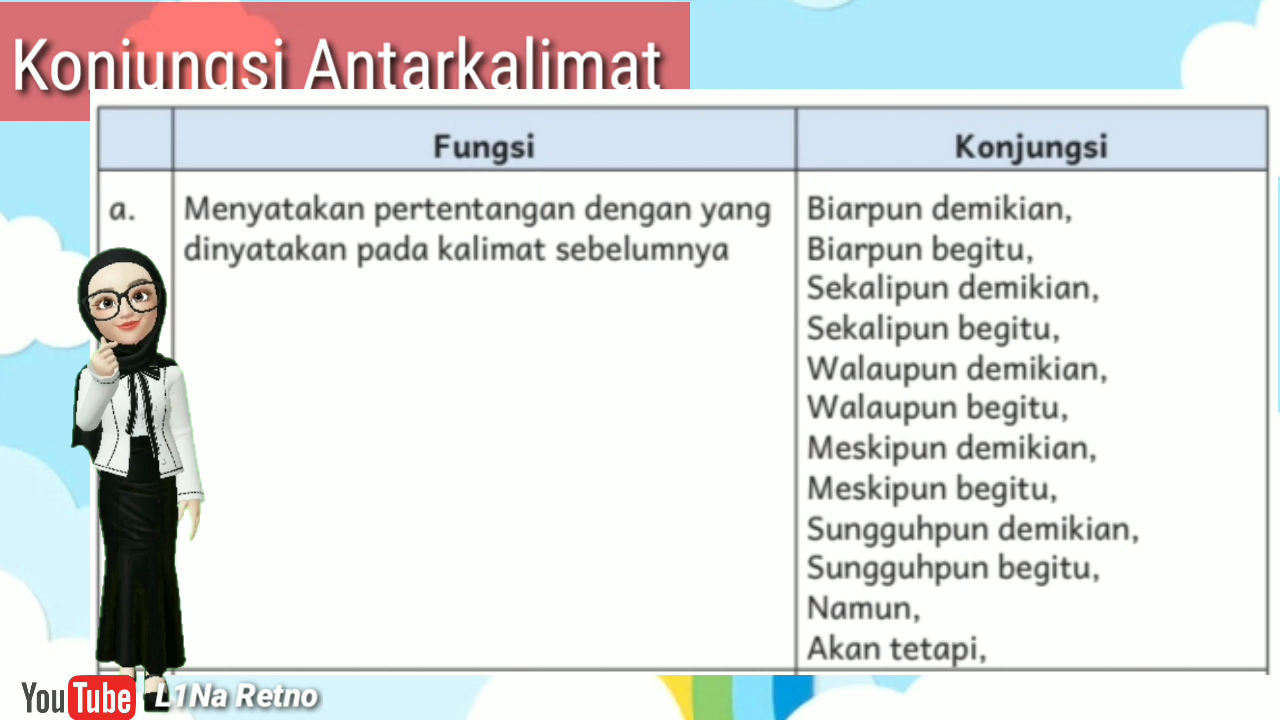 Konjungsi Antarkalimat
Fungsi
Konjungsi
a.
Menyatakan pertentangan dengan yang
dinyatakan pada kalimat sebelumnya
Biarpun demikian,
Biarpun begitu,
Sekalipun demikian,
Sekalipun begitu,
Walaupun demikian,
Walaupun begitu,
Meskipun demikian,
Meskipun begitu,
Sungguhpun demikian,
Sungguhpun begitu,
Namun,
Akan tetapi,
YouTube L1Na Retno